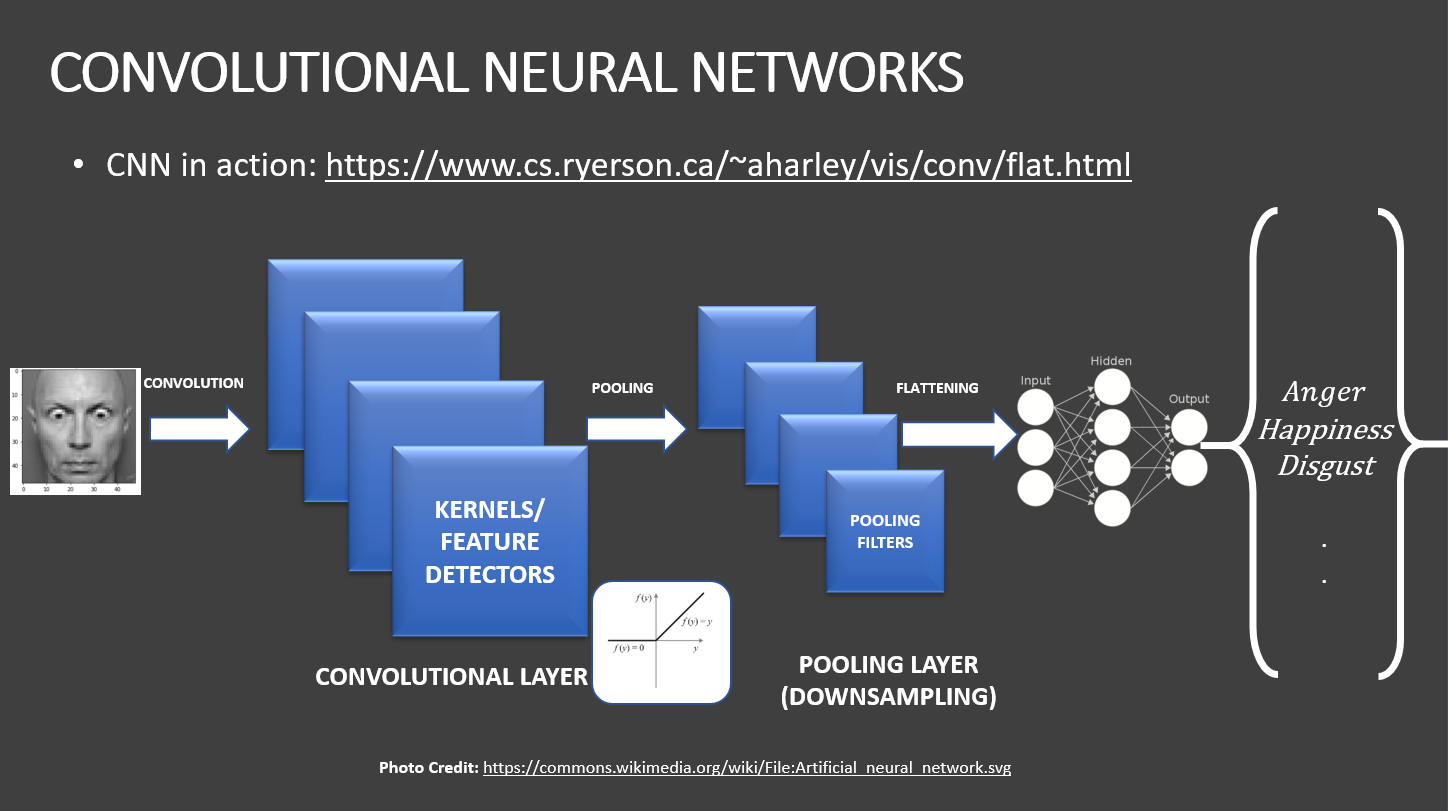 CONVOLUTIONAL NEURAL NETWORKS
• CNN in action: https://www.cs.ryerson.ca/~aharley/vis/conv/flat.html
0
10
20
30
40
0 10 20 30 40
CONVOLUTION
KERNELS/
FEATURE
DETECTORS
CONVOLUTIONAL LAYER
f(y)
f(y) = y
f(y) = 0
y
POOLING
POOLING
FILTERS
POOLING LAYER
(DOWNSAMPLING)
FLATTENING
Input
Hidden
Output
Anger
Happiness
Disgust
.
.
Photo Credit: https://commons.wikimedia.org/wiki/File:Artificial_neural_network.svg